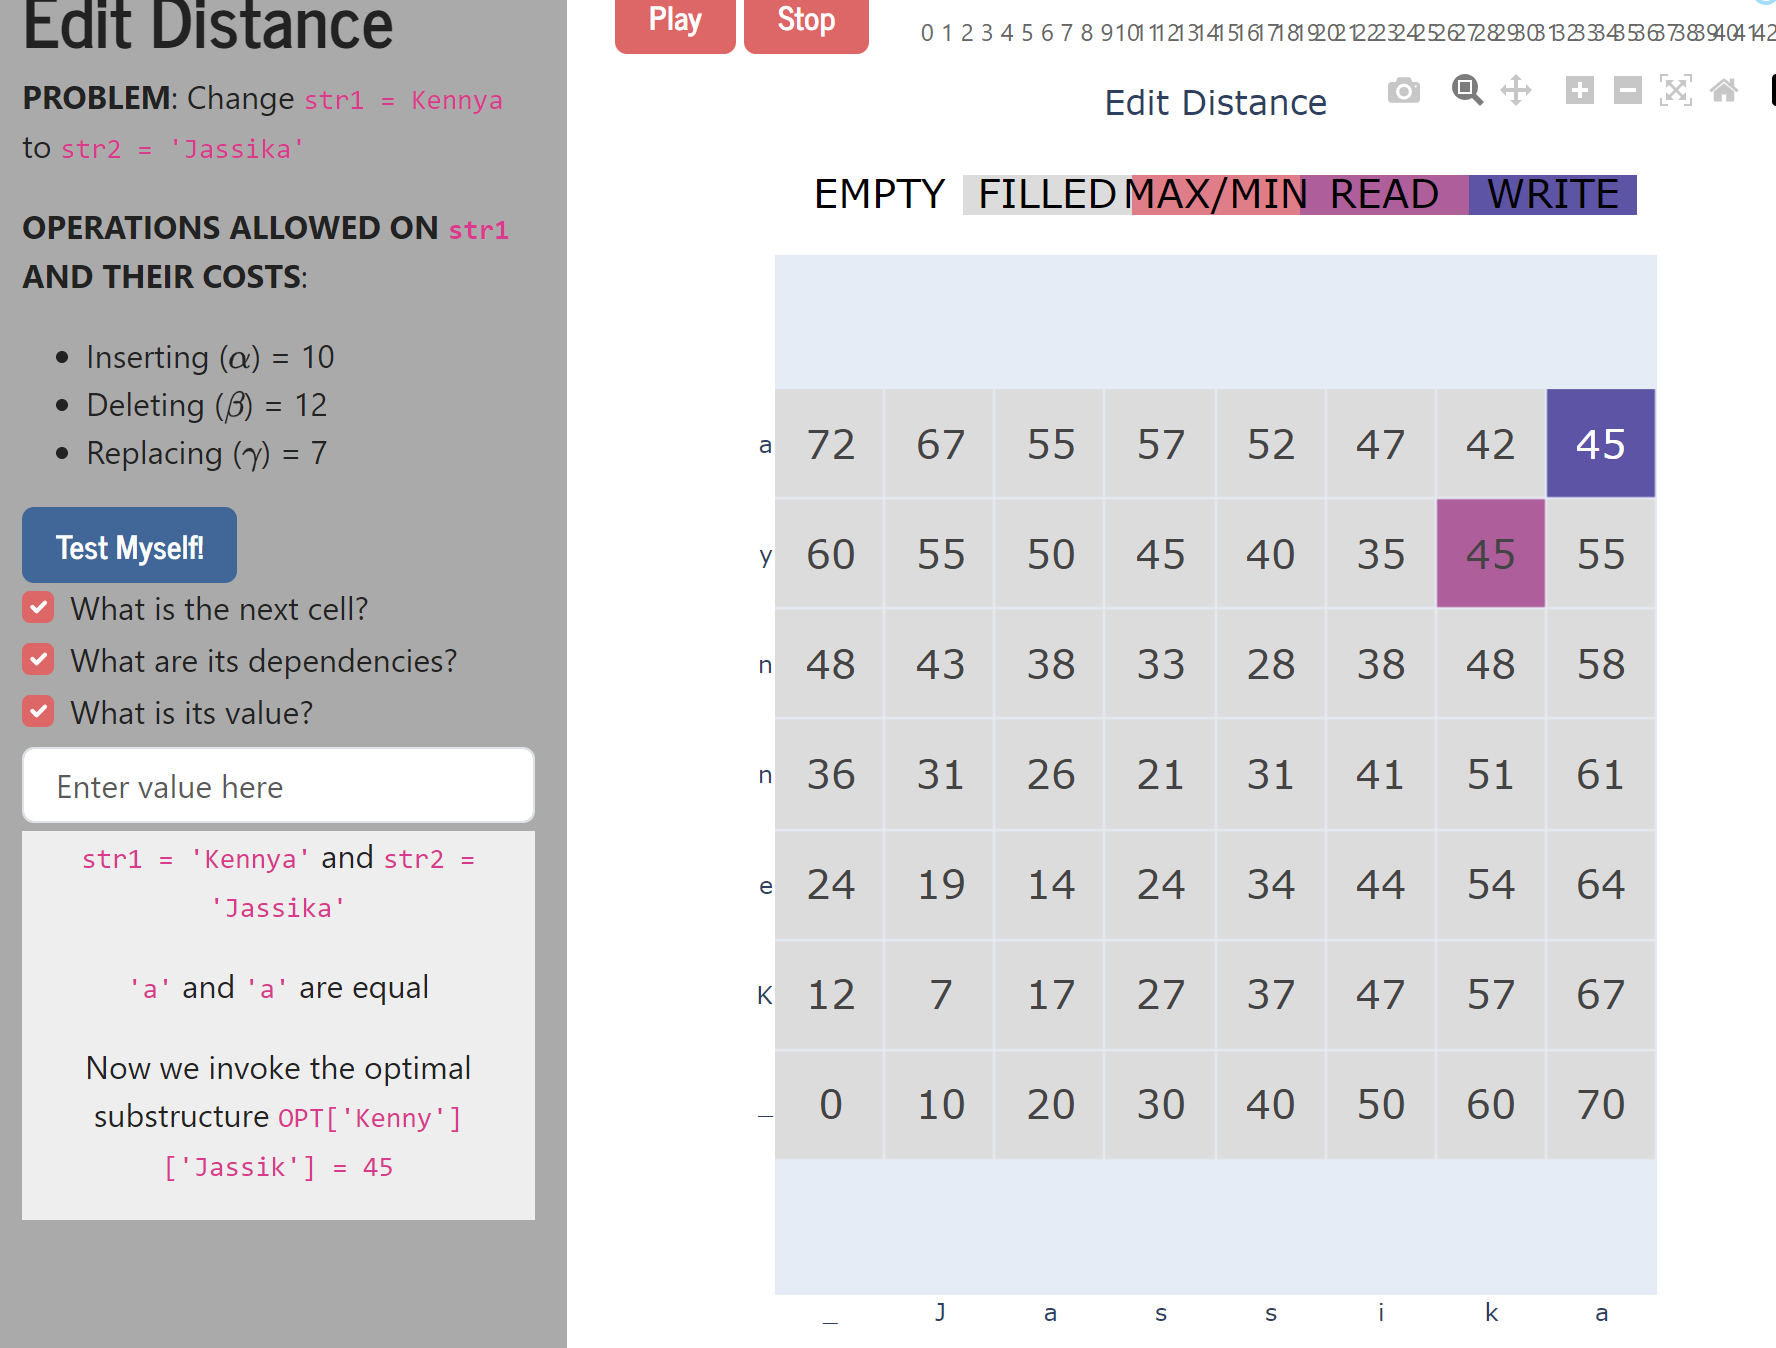 Edit Distance
PROBLEM: Change str1 = Kennya
to str2 = 'Jassika'
OPERATIONS ALLOWED ON str1
AND THEIR COSTS:
Inserting (α) = 10
Deleting (β) = 12
Replacing (γ) = 7
Test Myself!
What is the next cell?
What are its dependencies?
What is its value?
Enter value here
str1 = 'Kennya' and str2 =
'Jassika'
'a' and 'a' are equal
Now we invoke the optimal
substructure OPT['Kenny']
['Jassik'] = 45
Play Stop
0 1 2 3 4 5 6 7 8 9 10 11 12 13 14 15 16 17 18 19 20 21 22 23 24 25 26 27 28 29 30 31 32 33 34 35 36 37 38 39 40 41 42
Edit Distance
EMPTY FILLED MAX/MIN READ WRITE
a 72 67 55 57 52 47 42 45
y 60 55 50 45 40 35 45 55
n 48 43 38 33 28 38 48 58
n 36 31 26 21 31 41 51 61
e 24 19 14 24 34 44 54 64
K 12 7 17 27 37 47 57 67
_ 0 10 20 30 40 50 60 70
_ J a s s i k a